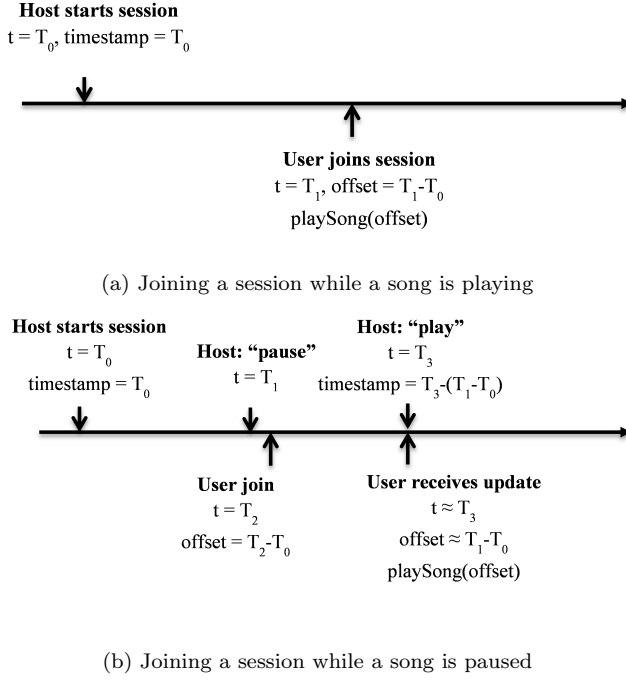 Host starts session
t = T₀, timestamp = T₀
User joins session
t = T₁, offset = T₁-T₀
playSong(offset)
(a) Joining a session while a song is playing
Host starts session
t = T₀
timestamp = T₀
Host: “pause”
t = T₁
Host: “play”
t = T₃
timestamp = T₃-(T₁-T₀)
User join
t = T₂
offset = T₂-T₀
User receives update
t ≈ T₃
offset ≈ T₁-T₀
playSong(offset)
(b) Joining a session while a song is paused